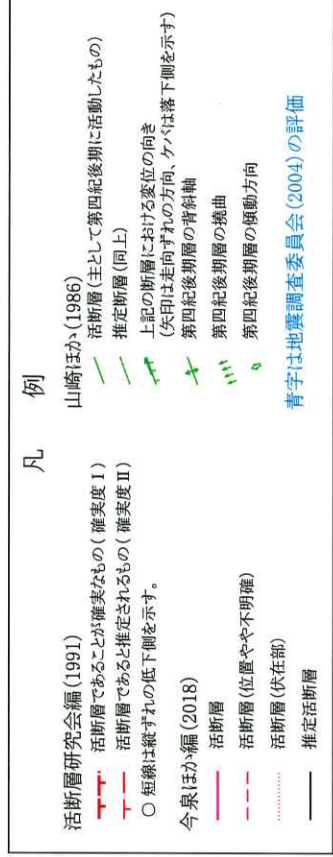 凡 例
活断層研究会編(1991)
活断層であることが確実なもの(確実度Ⅰ)
活断層であると推定されるもの(確実度Ⅱ)
○ 短線は縦ずれの低下側を示す。
今泉ほか編(2018)
活断層
活断層(位置やや不明確)
活断層(伏在部)
推定活断層
山崎ほか(1986)
活断層(主として第四紀後期に活動したもの)
推定断層(同上)
上記の断層における変位の向き
(矢印は走向ずれの方向、ケバは落下側を示す)
第四紀後期層の背斜軸
第四紀後期層の撓曲
第四紀後期層の傾動方向
青字は地震調査委員会(2004)の評価